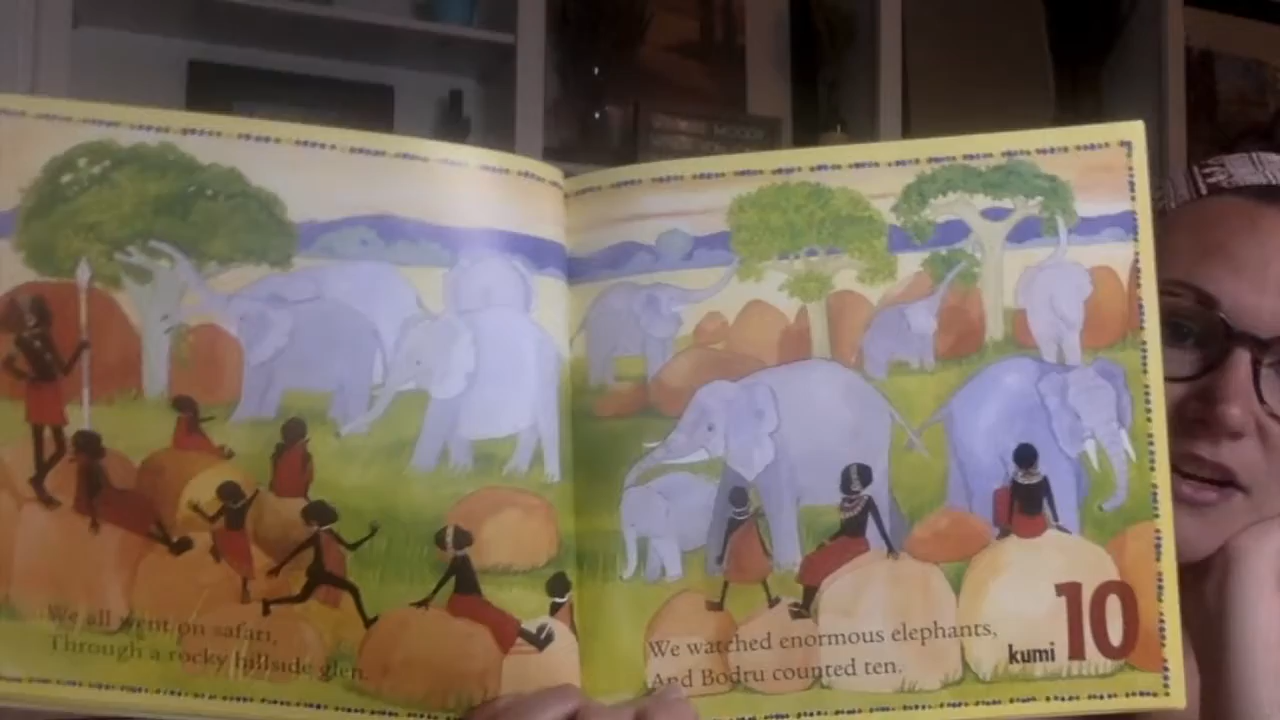 We all went on safari,
Through a rocky hillside glen.
We watched enormous elephants,
And Bodru counted ten.
kumi 10